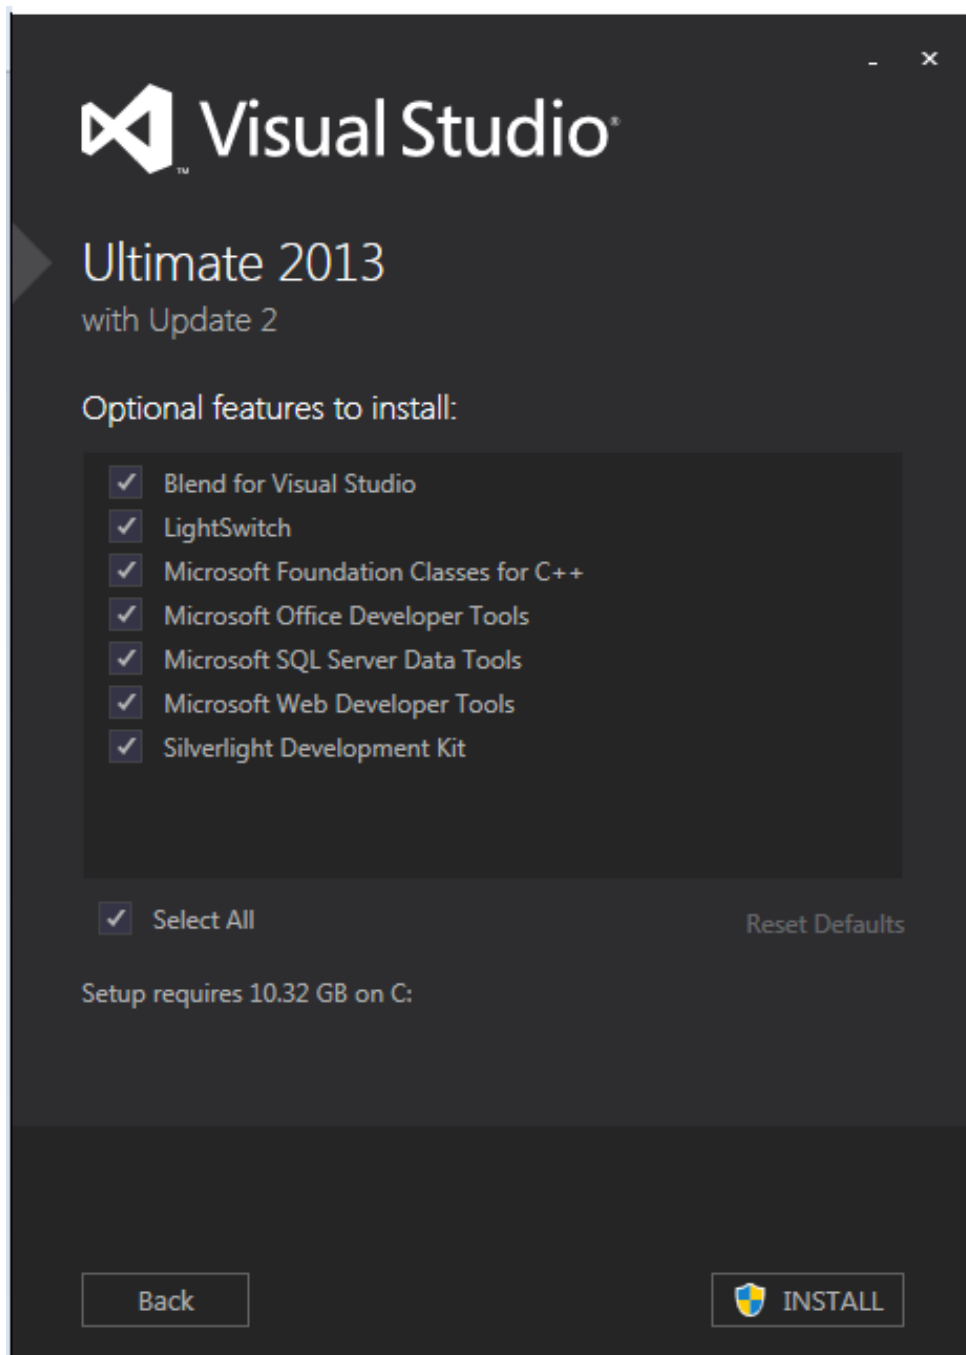 Visual Studio®
™
Ultimate 2013
with Update 2
Optional features to install:
Blend for Visual Studio
LightSwitch
Microsoft Foundation Classes for C++
Microsoft Office Developer Tools
Microsoft SQL Server Data Tools
Microsoft Web Developer Tools
Silverlight Development Kit
Select All
Reset Defaults
Setup requires 10.32 GB on C:
Back
INSTALL